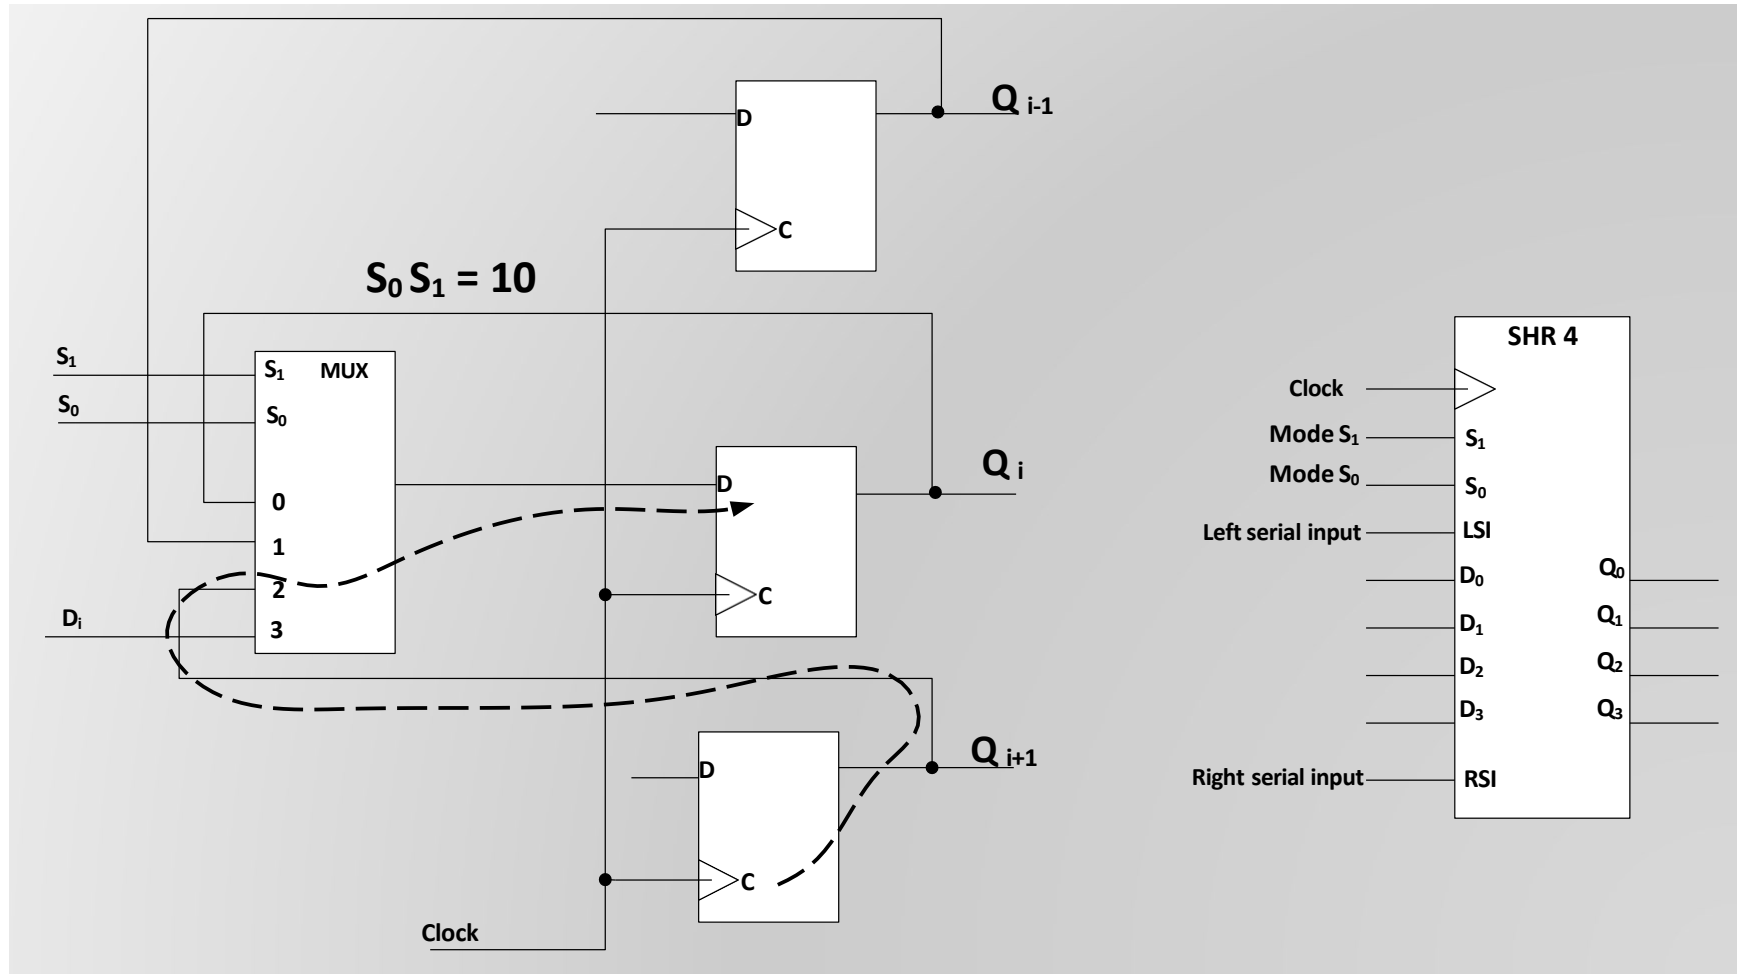 Q i-1
D
C
S0 S1 = 10
S1
S0
S1 MUX
S0
0
1
2
3
Di
D
C
Q i
D
C
Q i+1
Clock
SHR 4
Clock
Mode S1
S1
Mode S0
S0
Left serial input
LSI
D0
Q0
D1
Q1
D2
Q2
D3
Q3
Right serial input
RSI